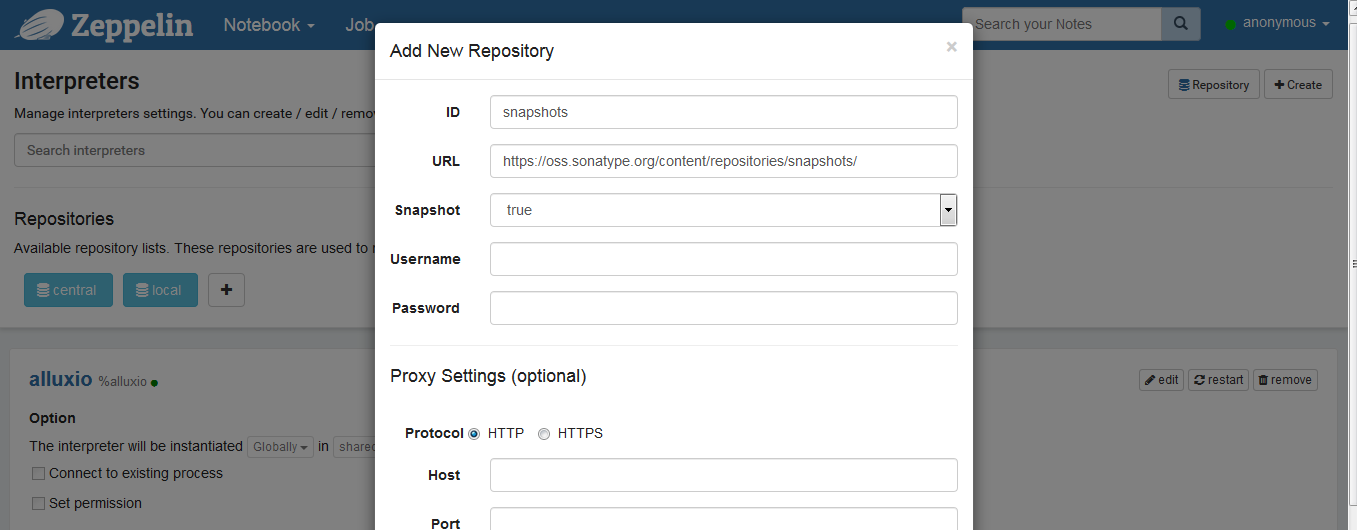 Zeppelin Notebook Job Search your Notes anonymous
Add New Repository ×
Interpreters
Repository Create
Manage interpreters settings. You can create / edit /
ID snapshots
Search interpreters
URL https://oss.sonatype.org/content/repositories/snapshots/
Repositories
Snapshot true
Available repository lists. These repositories are used to
Username
central local
Password
Proxy Settings (optional)
alluxio %alluxio
edit restart remove
Option
Protocol HTTP HTTPS
The interpreter will be instantiated Globally in shared
Connect to existing process
Host
Set permission
Port